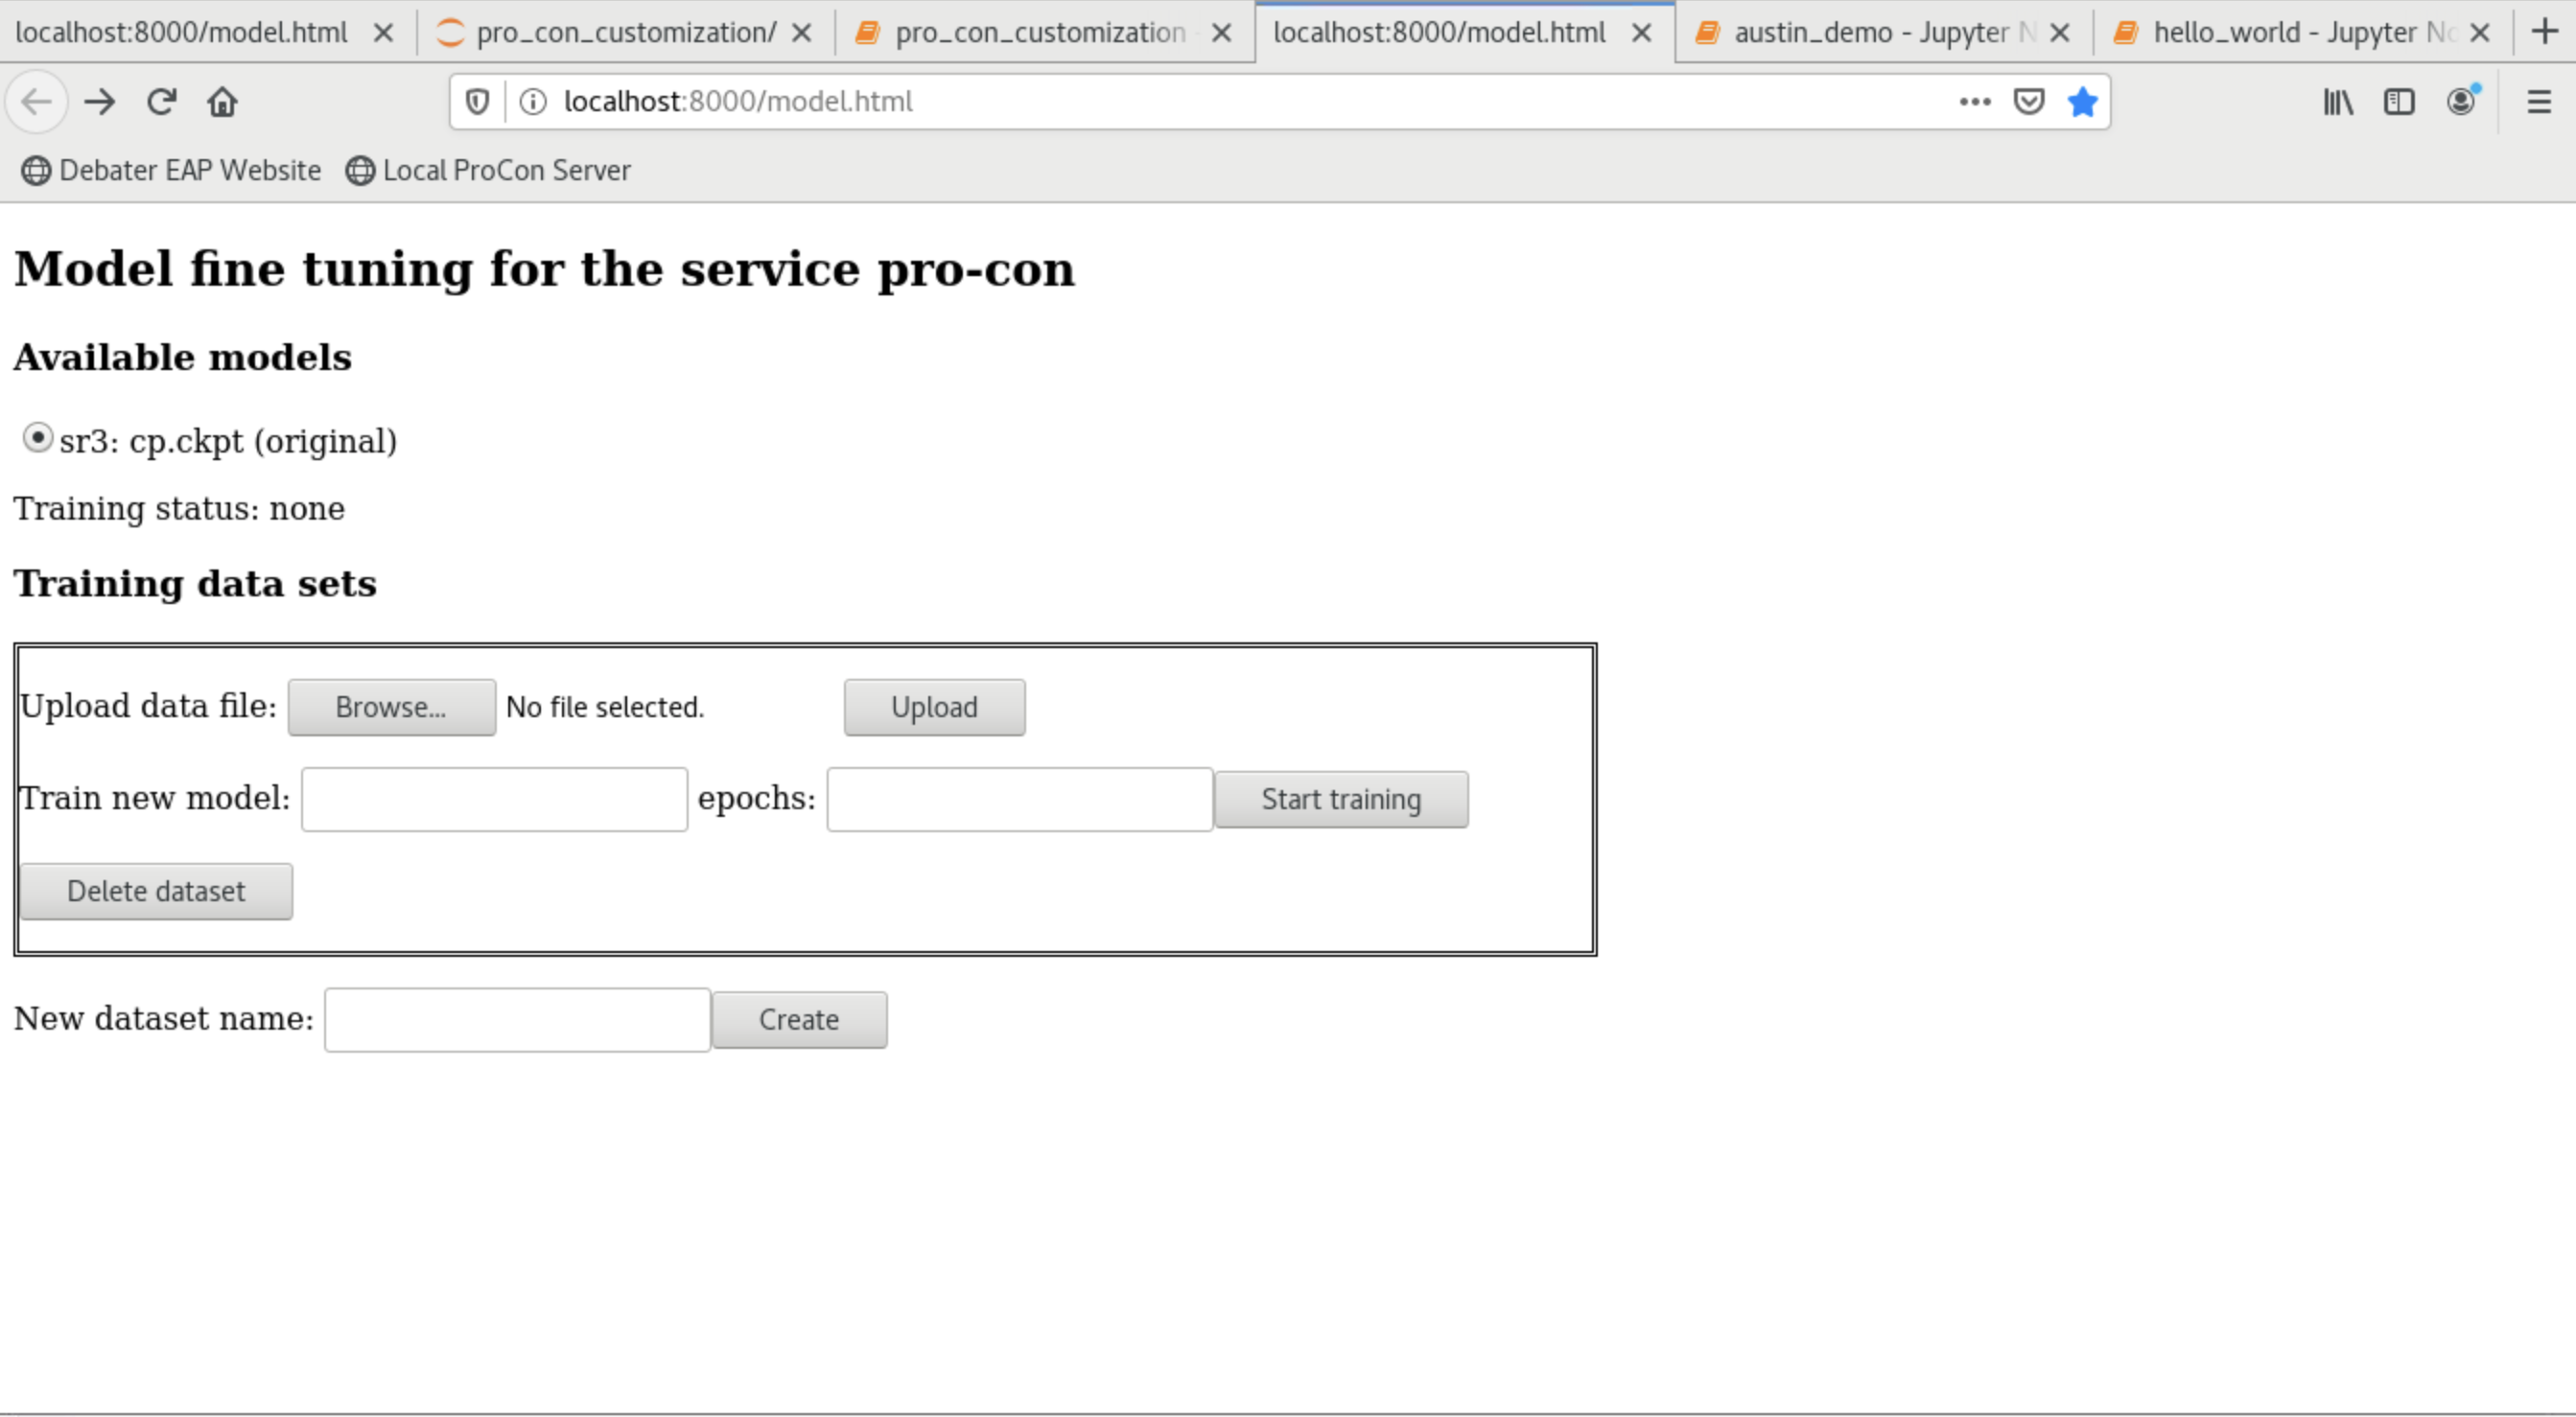 localhost:8000/model.html pro_con_customization/ pro_con_customization - localhost:8000/model.html austin_demo - Jupyter N hello_world - Jupyter No
localhost:8000/model.html
Debater EAP Website Local ProCon Server
Model fine tuning for the service pro-con
Available models
sr3: cp.ckpt (original)
Training status: none
Training data sets
Upload data file: Browse... No file selected. Upload
Train new model: epochs: Start training
Delete dataset
New dataset name: Create